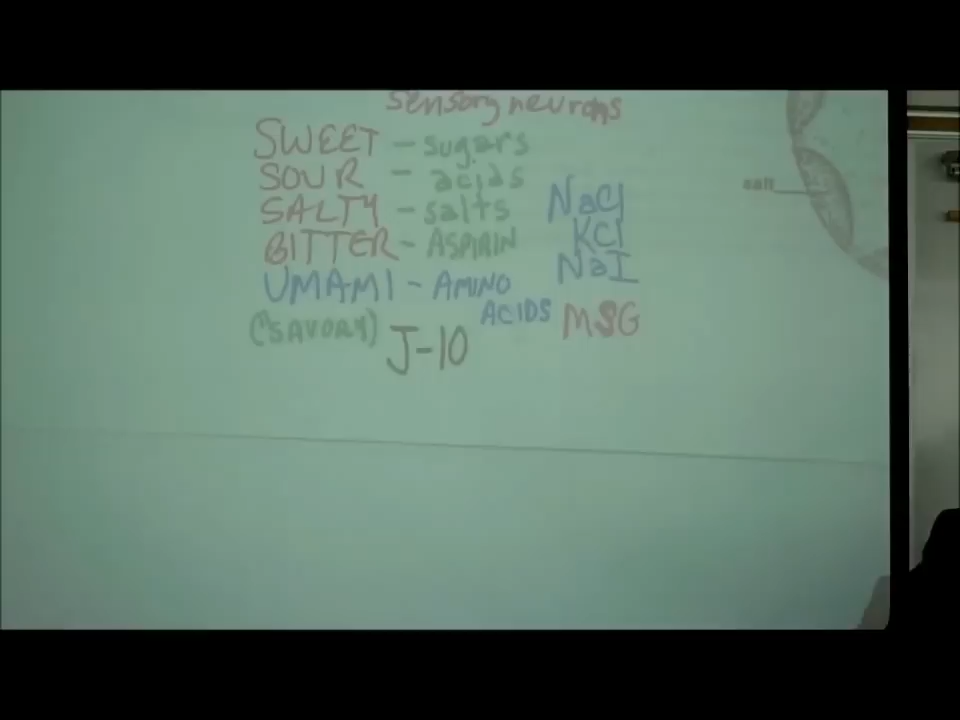 sensory neurons
SWEET - sugars
SOUR - acids
SALTY - salts NaCl
BITTER - ASPIRIN KCl
NaI
UMAMI - AMINO
ACIDS MSG
("SAVORY) J-10
salt